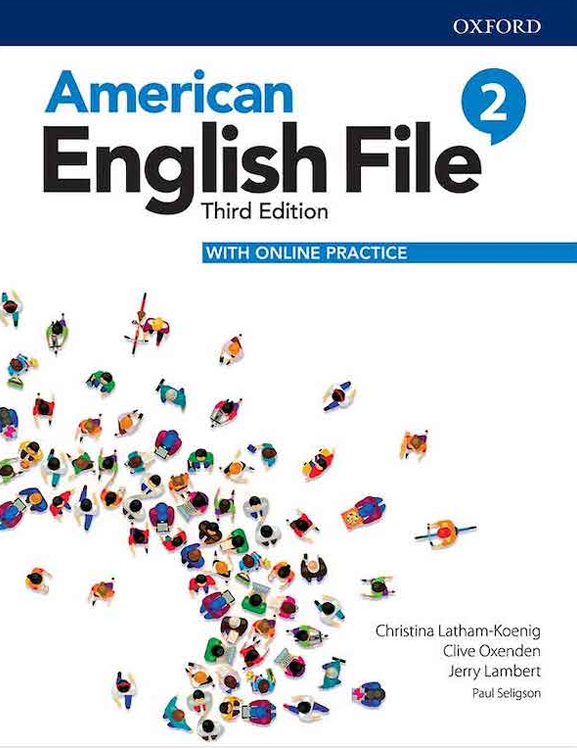 OXFORD
American
2
English File
Third Edition
WITH ONLINE PRACTICE
Christina Latham-Koenig
Clive Oxenden
Jerry Lambert
Paul Seligson